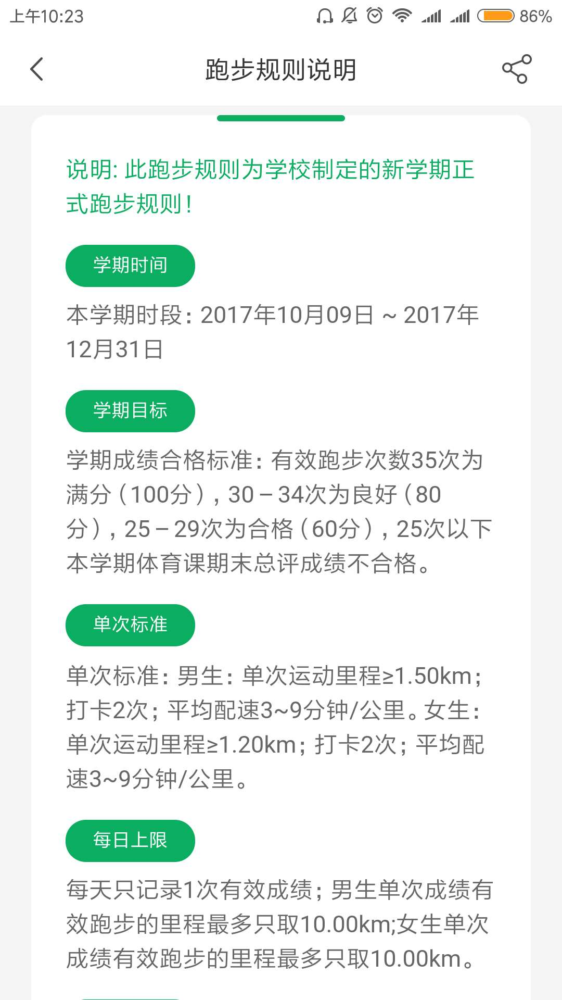 上午10:23
86%
跑步规则说明
说明: 此跑步规则为学校制定的新学期正
式跑步规则！
学期时间
本学期时段：2017年10月09日 ~ 2017年
12月31日
学期目标
学期成绩合格标准：有效跑步次数35次为
满分（100分），30 – 34次为良好（80
分），25 – 29次为合格（60分），25次以下
本学期体育课期末总评成绩不合格。
单次标准
单次标准：男生：单次运动里程≥1.50km；
打卡2次；平均配速3~9分钟/公里。女生：
单次运动里程≥1.20km；打卡2次；平均配
速3~9分钟/公里。
每日上限
每天只记录1次有效成绩；男生单次成绩有
效跑步的里程最多只取10.00km;女生单次
成绩有效跑步的里程最多只取10.00km。